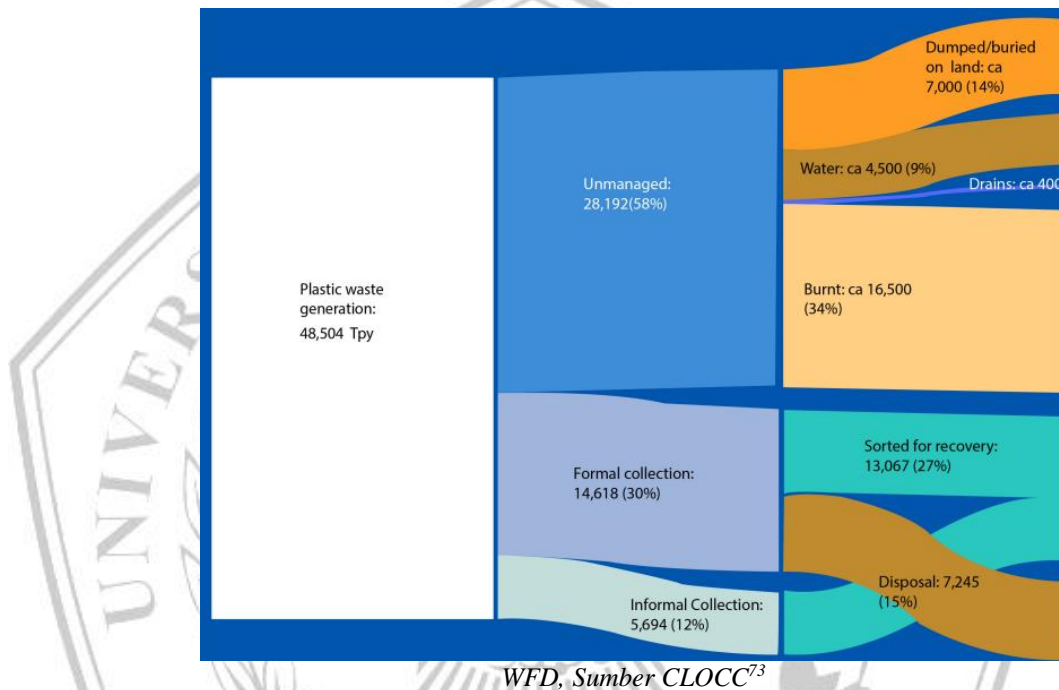 Dumped/buried
on land: ca
7,000 (14%)
Water: ca 4,500 (9%)
Drains: ca 400
Unmanaged:
28,192(58%)
Plastic waste
generation:
48,504 Tpy
Burnt: ca 16,500
(34%)
Sorted for recovery:
13,067 (27%)
Formal collection:
14,618 (30%)
Disposal: 7,245
(15%)
Informal Collection:
5,694 (12%)
WFD, Sumber CLOCC73
UNIVERS